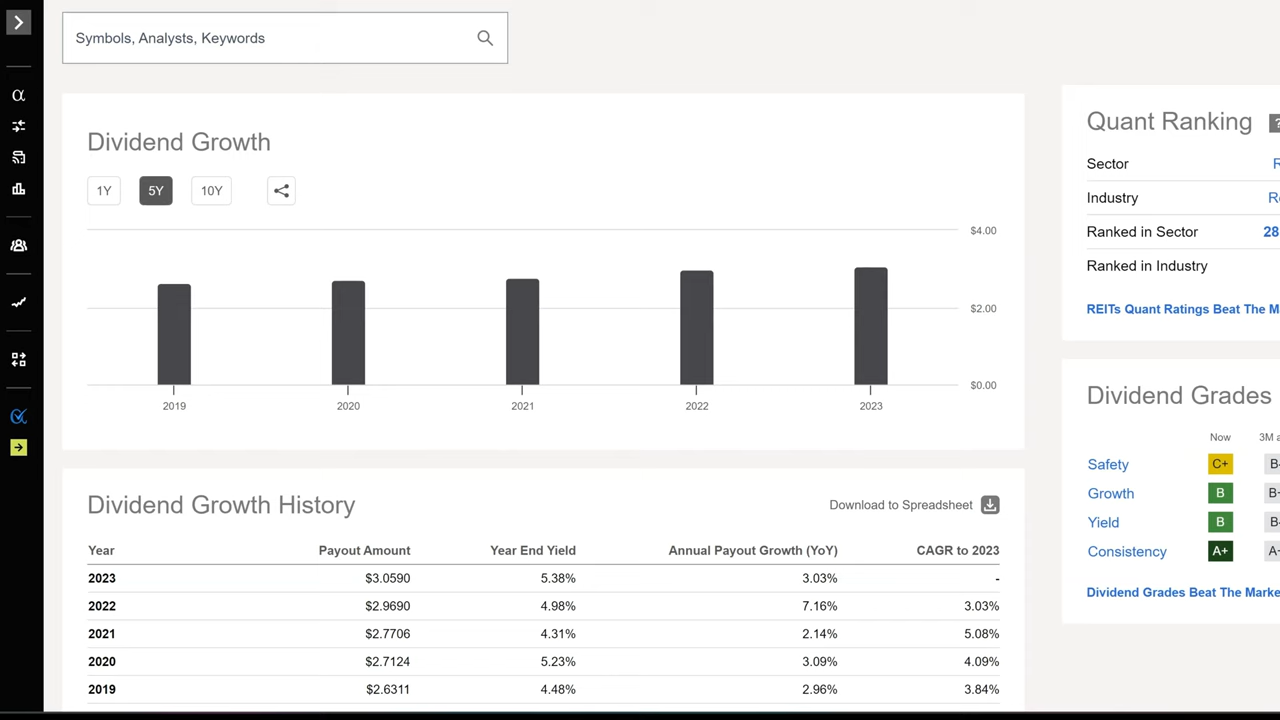 Symbols, Analysts, Keywords
Dividend Growth
1Y 5Y 10Y
$4.00
$2.00
$0.00
2019 2020 2021 2022 2023
Dividend Growth History
Download to Spreadsheet
Year Payout Amount Year End Yield Annual Payout Growth (YoY) CAGR to 2023
2023 $3.0590 5.38% 3.03% -
2022 $2.9690 4.98% 7.16% 3.03%
2021 $2.7706 4.31% 2.14% 5.08%
2020 $2.7124 5.23% 3.09% 4.09%
2019 $2.6311 4.48% 2.96% 3.84%
Quant Ranking
Sector
Industry
Ranked in Sector 28
Ranked in Industry
REITs Quant Ratings Beat The
Dividend Grades
Now 3M
Safety C+
Growth B
Yield B
Consistency A+
Dividend Grades Beat The